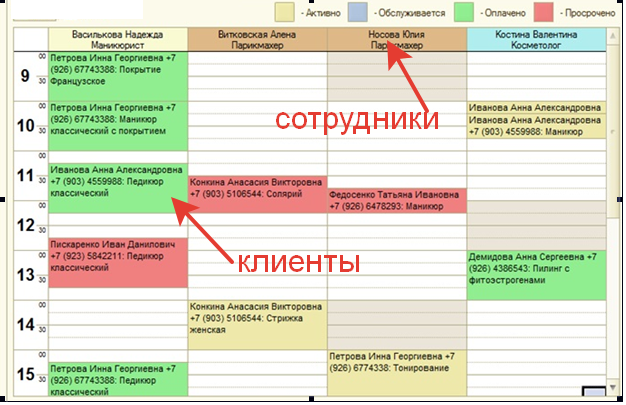 - Активно - Обслуживается - Оплачено - Просрочено
Василькова Надежда
Маникюрист
Витковская Алена
Парикмахер
Носова Юлия
Парикмахер
Костина Валентина
Косметолог
9 00
30
Петрова Инна Георгиевна +7
(926) 67743388: Покрытие
Французское
сотрудники
10 00
30
Петрова Инна Георгиевна +7
(926) 67743388: Маникюр
классический с покрытием
Иванова Анна Александровна
Иванова Анна Александровна
+7 (903) 4559988: Маникюр
11 00
30
Иванова Анна Александровна
+7 (903) 4559988: Педикюр
классический
Конкина Анасасия Викторовна
+7 (903) 5106544: Солярий
Федосенко Татьяна Ивановна
+7 (926) 6478293: Маникюр
12 00
30
Пискаренко Иван Данилович
+7 (923) 5842211: Педикюр
классический
клиенты
13 00
30
Демидова Анна Сергеевна +7
(926) 4386543: Пилинг с
фитоэстрогенами
14 00
30
Конкина Анасасия Викторовна
+7 (903) 5106544: Стрижка
женская
15 00
30
Петрова Инна Георгиевна +7
(926) 67743388: Педикюр
классический
Петрова Инна Георгиевна +7
(926) 6774338: Тонирование